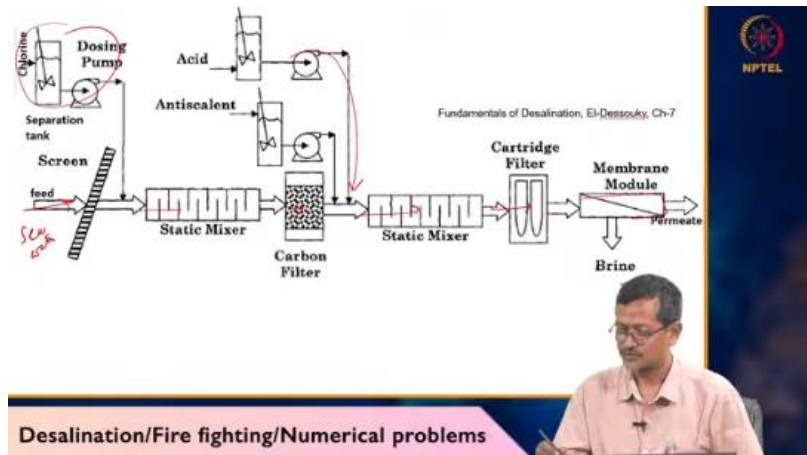 Chlorine
Dosing
Pump
Separation
tank
Screen
feed
Sea
Static Mixer
Acid
Antiscalent
Carbon
Filter
Static Mixer
Fundamentals of Desalination, El-Dessouky, Ch-7
Cartridge
Filter
Membrane
Module
Permeate
Brine
NPTEL
Desalination/Fire fighting/Numerical problems